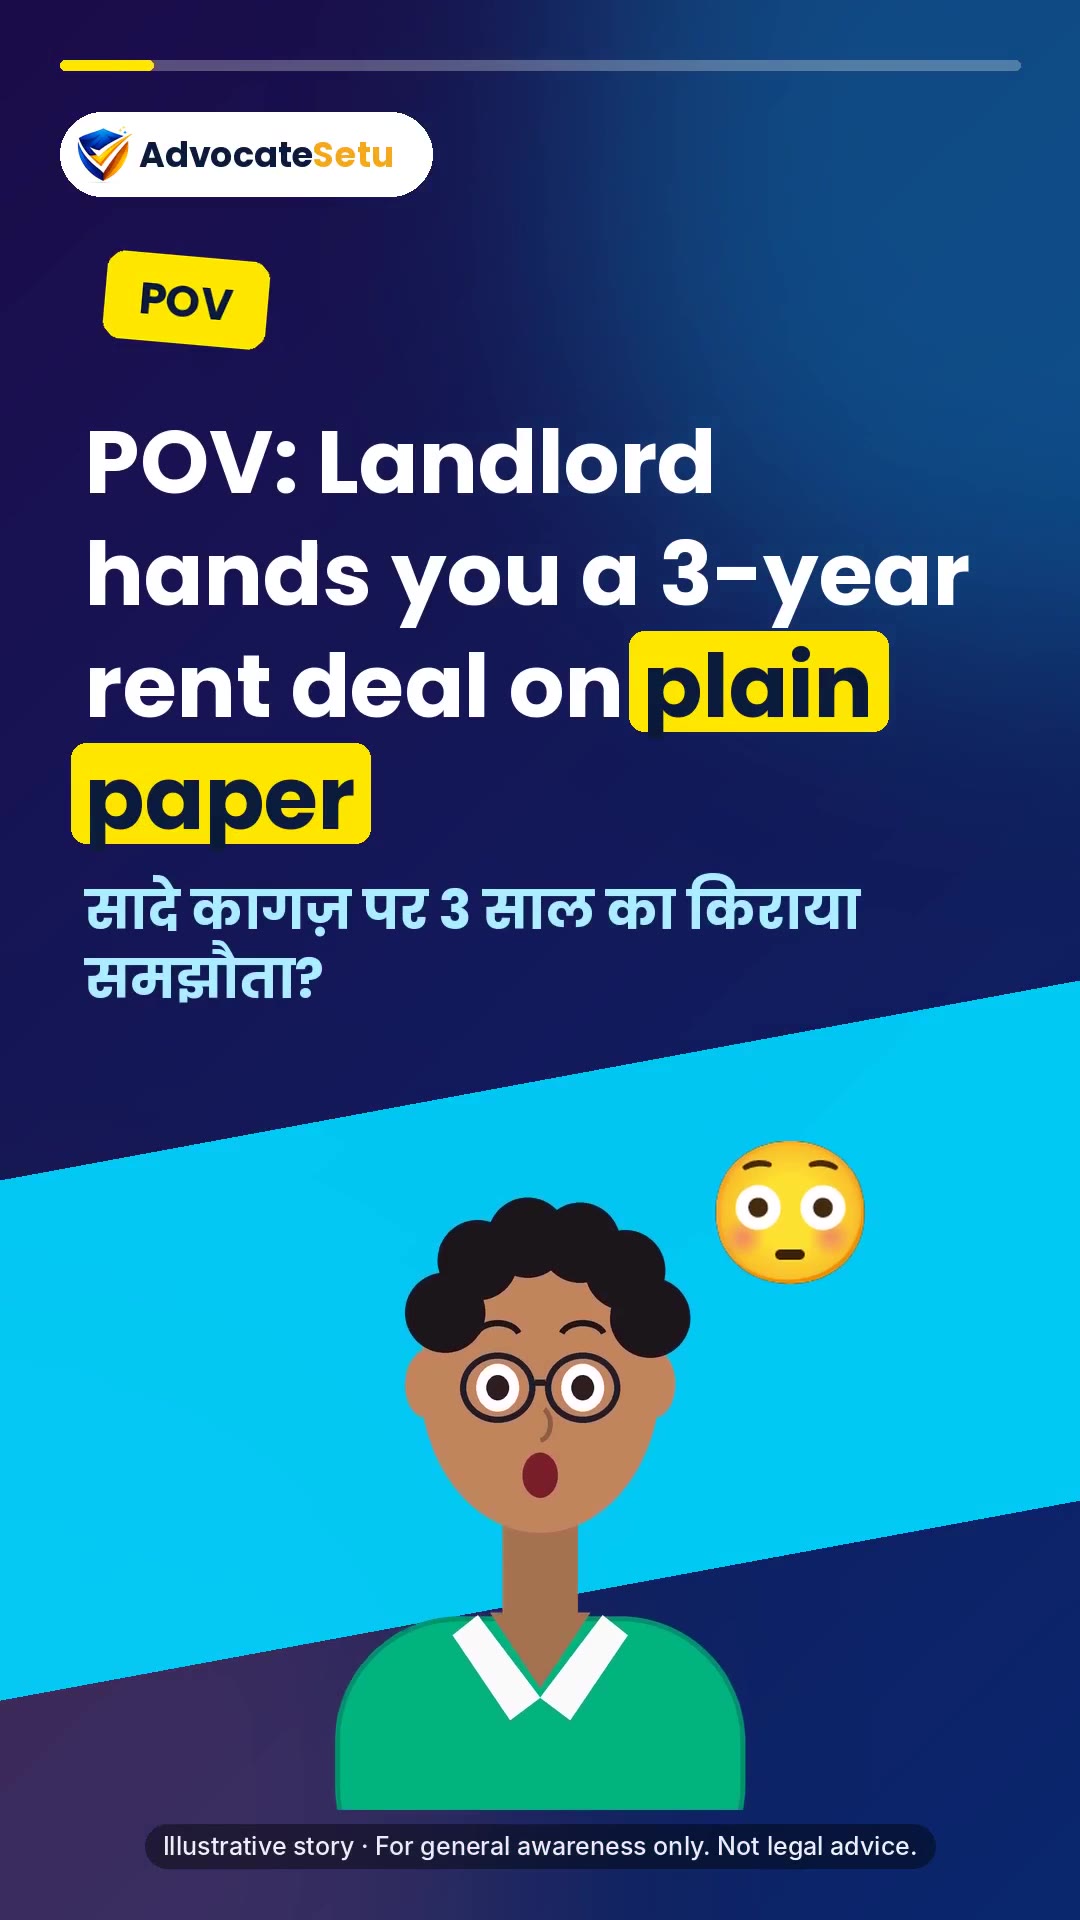 AdvocateSetu
POV
POV: Landlord
hands you a 3-year
rent deal on plain
paper
सादे कागज़ पर 3 साल का किराया
समझौता?
Illustrative story · For general awareness only. Not legal advice.